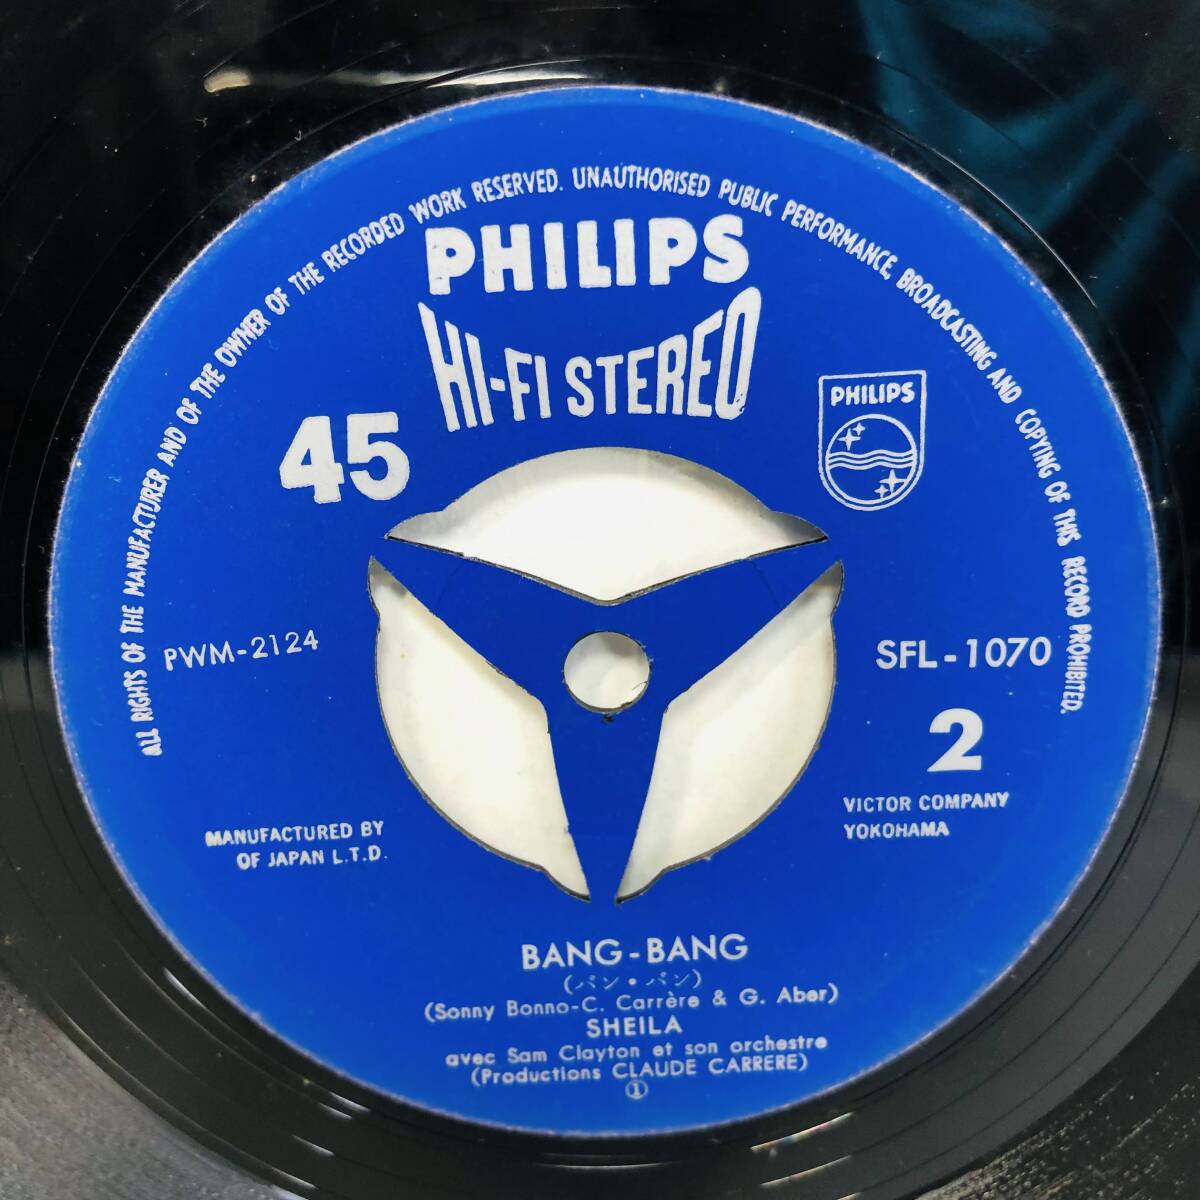 ALL RIGHTS OF THE MANUFACTURER AND OF THE OWNER OF THE RECORDED WORK RESERVED. UNAUTHORISED PUBLIC PERFORMANCE, BROADCASTING AND COPYING OF THIS RECORD PROHIBITED.
PHILIPS
HI-FI STEREO
45
PHILIPS
PWM-2124
SFL-1070
2
MANUFACTURED BY
OF JAPAN L.T.D.
VICTOR COMPANY
YOKOHAMA
BANG-BANG
(バン・バン)
(Sonny Bonno-C. Carrère & G. Aber)
SHEILA
avec Sam Clayton et son orchestre
(Productions CLAUDE CARRERE)
①